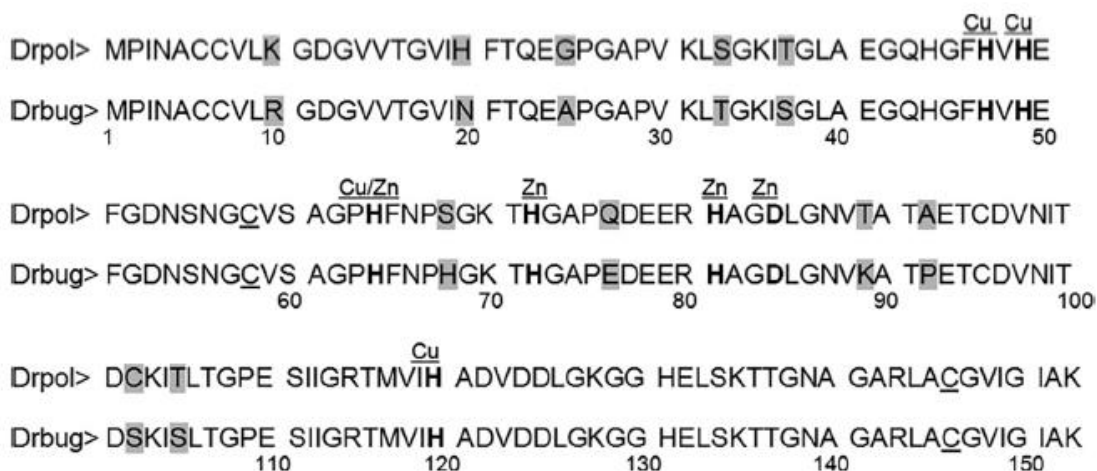 Cu Cu
Drpol> MPINACCVLK GDGVVTGVIH FTQEGPGAPV KLSGKITGLA EGQHGFHVHE
Drbug> MPINACCVLR GDGVVTGVIN FTQEAPGAPV KLTGKISGLA EGQHGFHVHE
1 10 20 30 40 50
Cu/Zn Zn Zn Zn
Drpol> FGDNSNGCVS AGPHFNPSGK THGAPQDEER HAGDLGNVTA TAETCDVNIT
Drbug> FGDNSNGCVS AGPHFNPHGK THGAPEDEER HAGDLGNVKA TPETCDVNIT
60 70 80 90 100
Cu
Drpol> DCKITLTGPE SIIGRTMVIH ADVDDLGKGG HELSKTTGNA GARLACGVIG IAK
Drbug> DSKISLTGPE SIIGRTMVIH ADVDDLGKGG HELSKTTGNA GARLACGVIG IAK
110 120 130 140 150